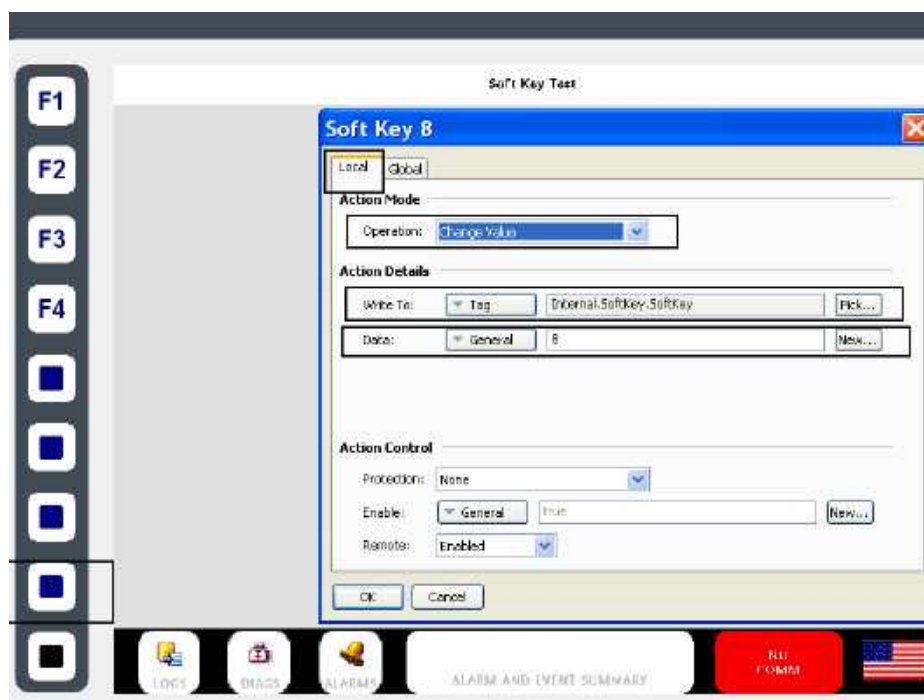 Soft Key Test
F1
F2
F3
F4
Soft Key 8
Local Global
Action Mode
Operation: Change Value
Action Details
Write To: Tag Internal.SoftKey.SoftKey Pick...
Data: General 8 New...
Action Control
Protection: None
Enable: General true New...
Remote: Enabled
OK Cancel
LOGS DIAGS ALARMS ALARM AND EVENT SUMMARY NO COMM